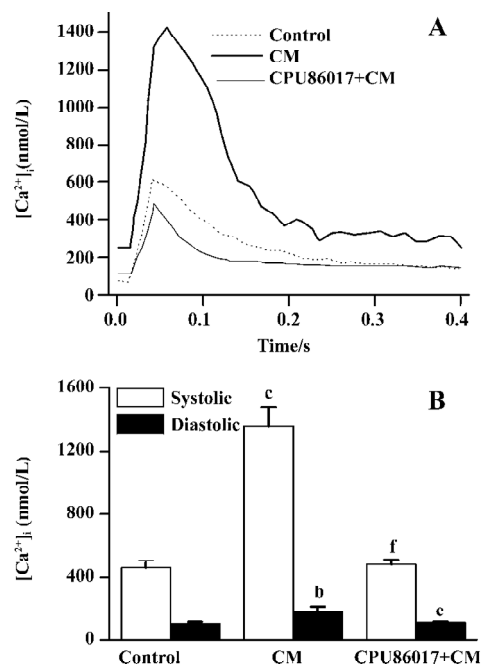 A
Control
CM
CPU86017+CM
[Ca²⁺]ᵢ(nmol/L)
1400
1200
1000
800
600
400
200
0
0.0 0.1 0.2 0.3 0.4
Time/s
B
Systolic
Diastolic
[Ca²⁺]ᵢ (nmol/L)
1600
1200
800
400
0
c
b
f
e
Control CM CPU86017+CM